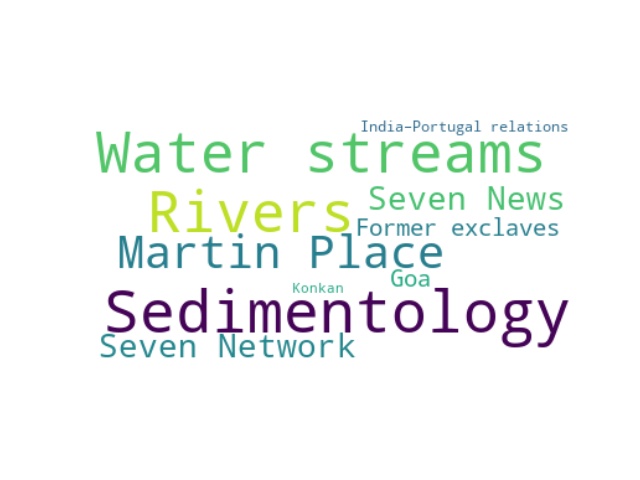 India–Portugal relations
Water streams
Rivers
Seven News
Former exclaves
Martin Place
Goa
Konkan
Sedimentology
Seven Network